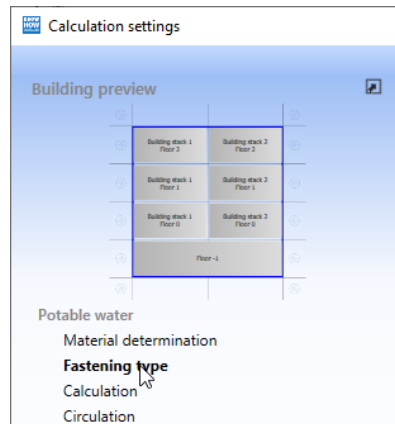 Calculation settings
Building preview
Building stack 1
Floor 2
Building stack 2
Floor 2
Building stack 1
Floor 1
Building stack 2
Floor 1
Building stack 1
Floor 0
Building stack 2
Floor 0
Floor -1
Potable water
Material determination
Fastening type
Calculation
Circulation